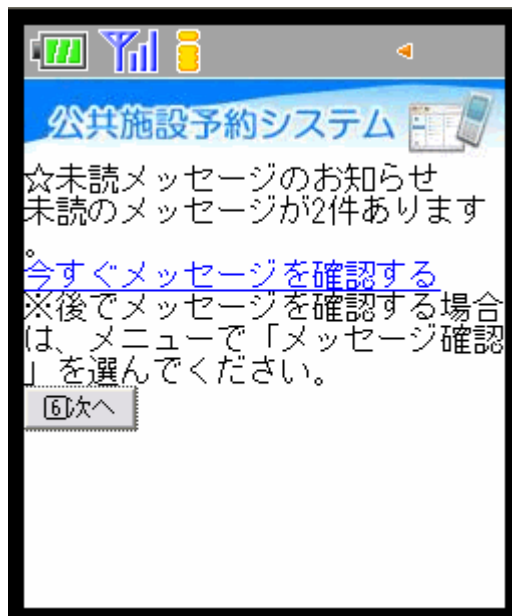 公共施設予約システム
☆未読メッセージのお知らせ
未読のメッセージが2件あります
。
今すぐメッセージを確認する
※後でメッセージを確認する場合
は、メニューで「メッセージ確認
」を選んでください。
6次へ